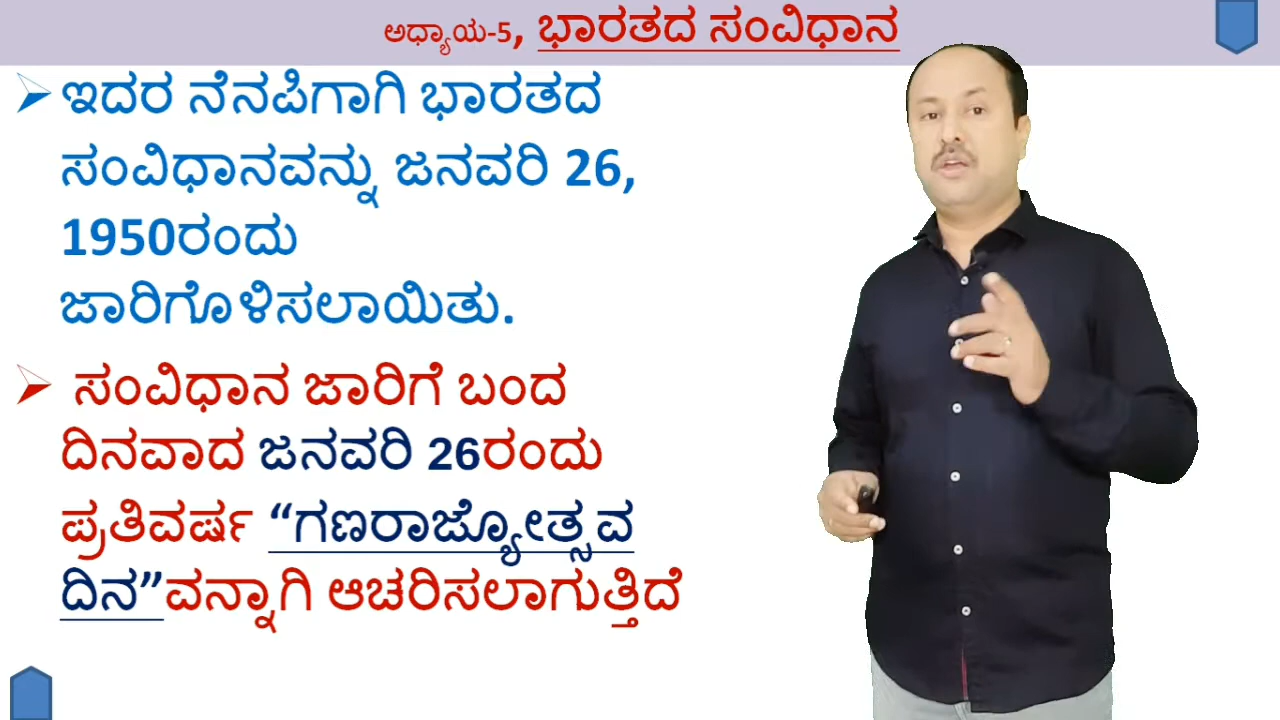 ಅಧ್ಯಾಯ-5, ಭಾರತದ ಸಂವಿಧಾನ
ಇದರ ನೆನಪಿಗಾಗಿ ಭಾರತದ
ಸಂವಿಧಾನವನ್ನು ಜನವರಿ 26,
1950ರಂದು
ಜಾರಿಗೊಳಿಸಲಾಯಿತು.
ಸಂವಿಧಾನ ಜಾರಿಗೆ ಬಂದ
ದಿನವಾದ ಜನವರಿ 26ರಂದು
ಪ್ರತಿವರ್ಷ “ಗಣರಾಜ್ಯೋತ್ಸವ
ದಿನ”ವನ್ನಾಗಿ ಆಚರಿಸಲಾಗುತ್ತಿದೆ